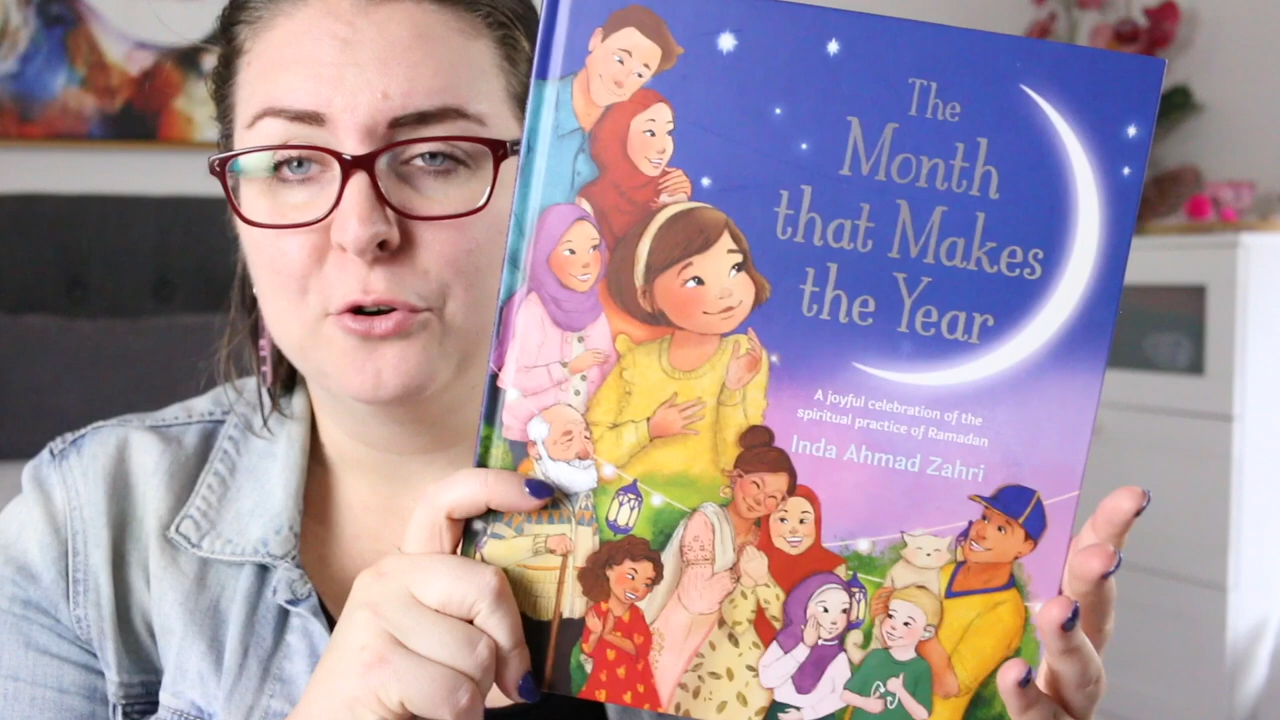 The
Month
that Makes
the Year
A joyful celebration of the
spiritual practice of Ramadan
Inda Ahmad Zahri